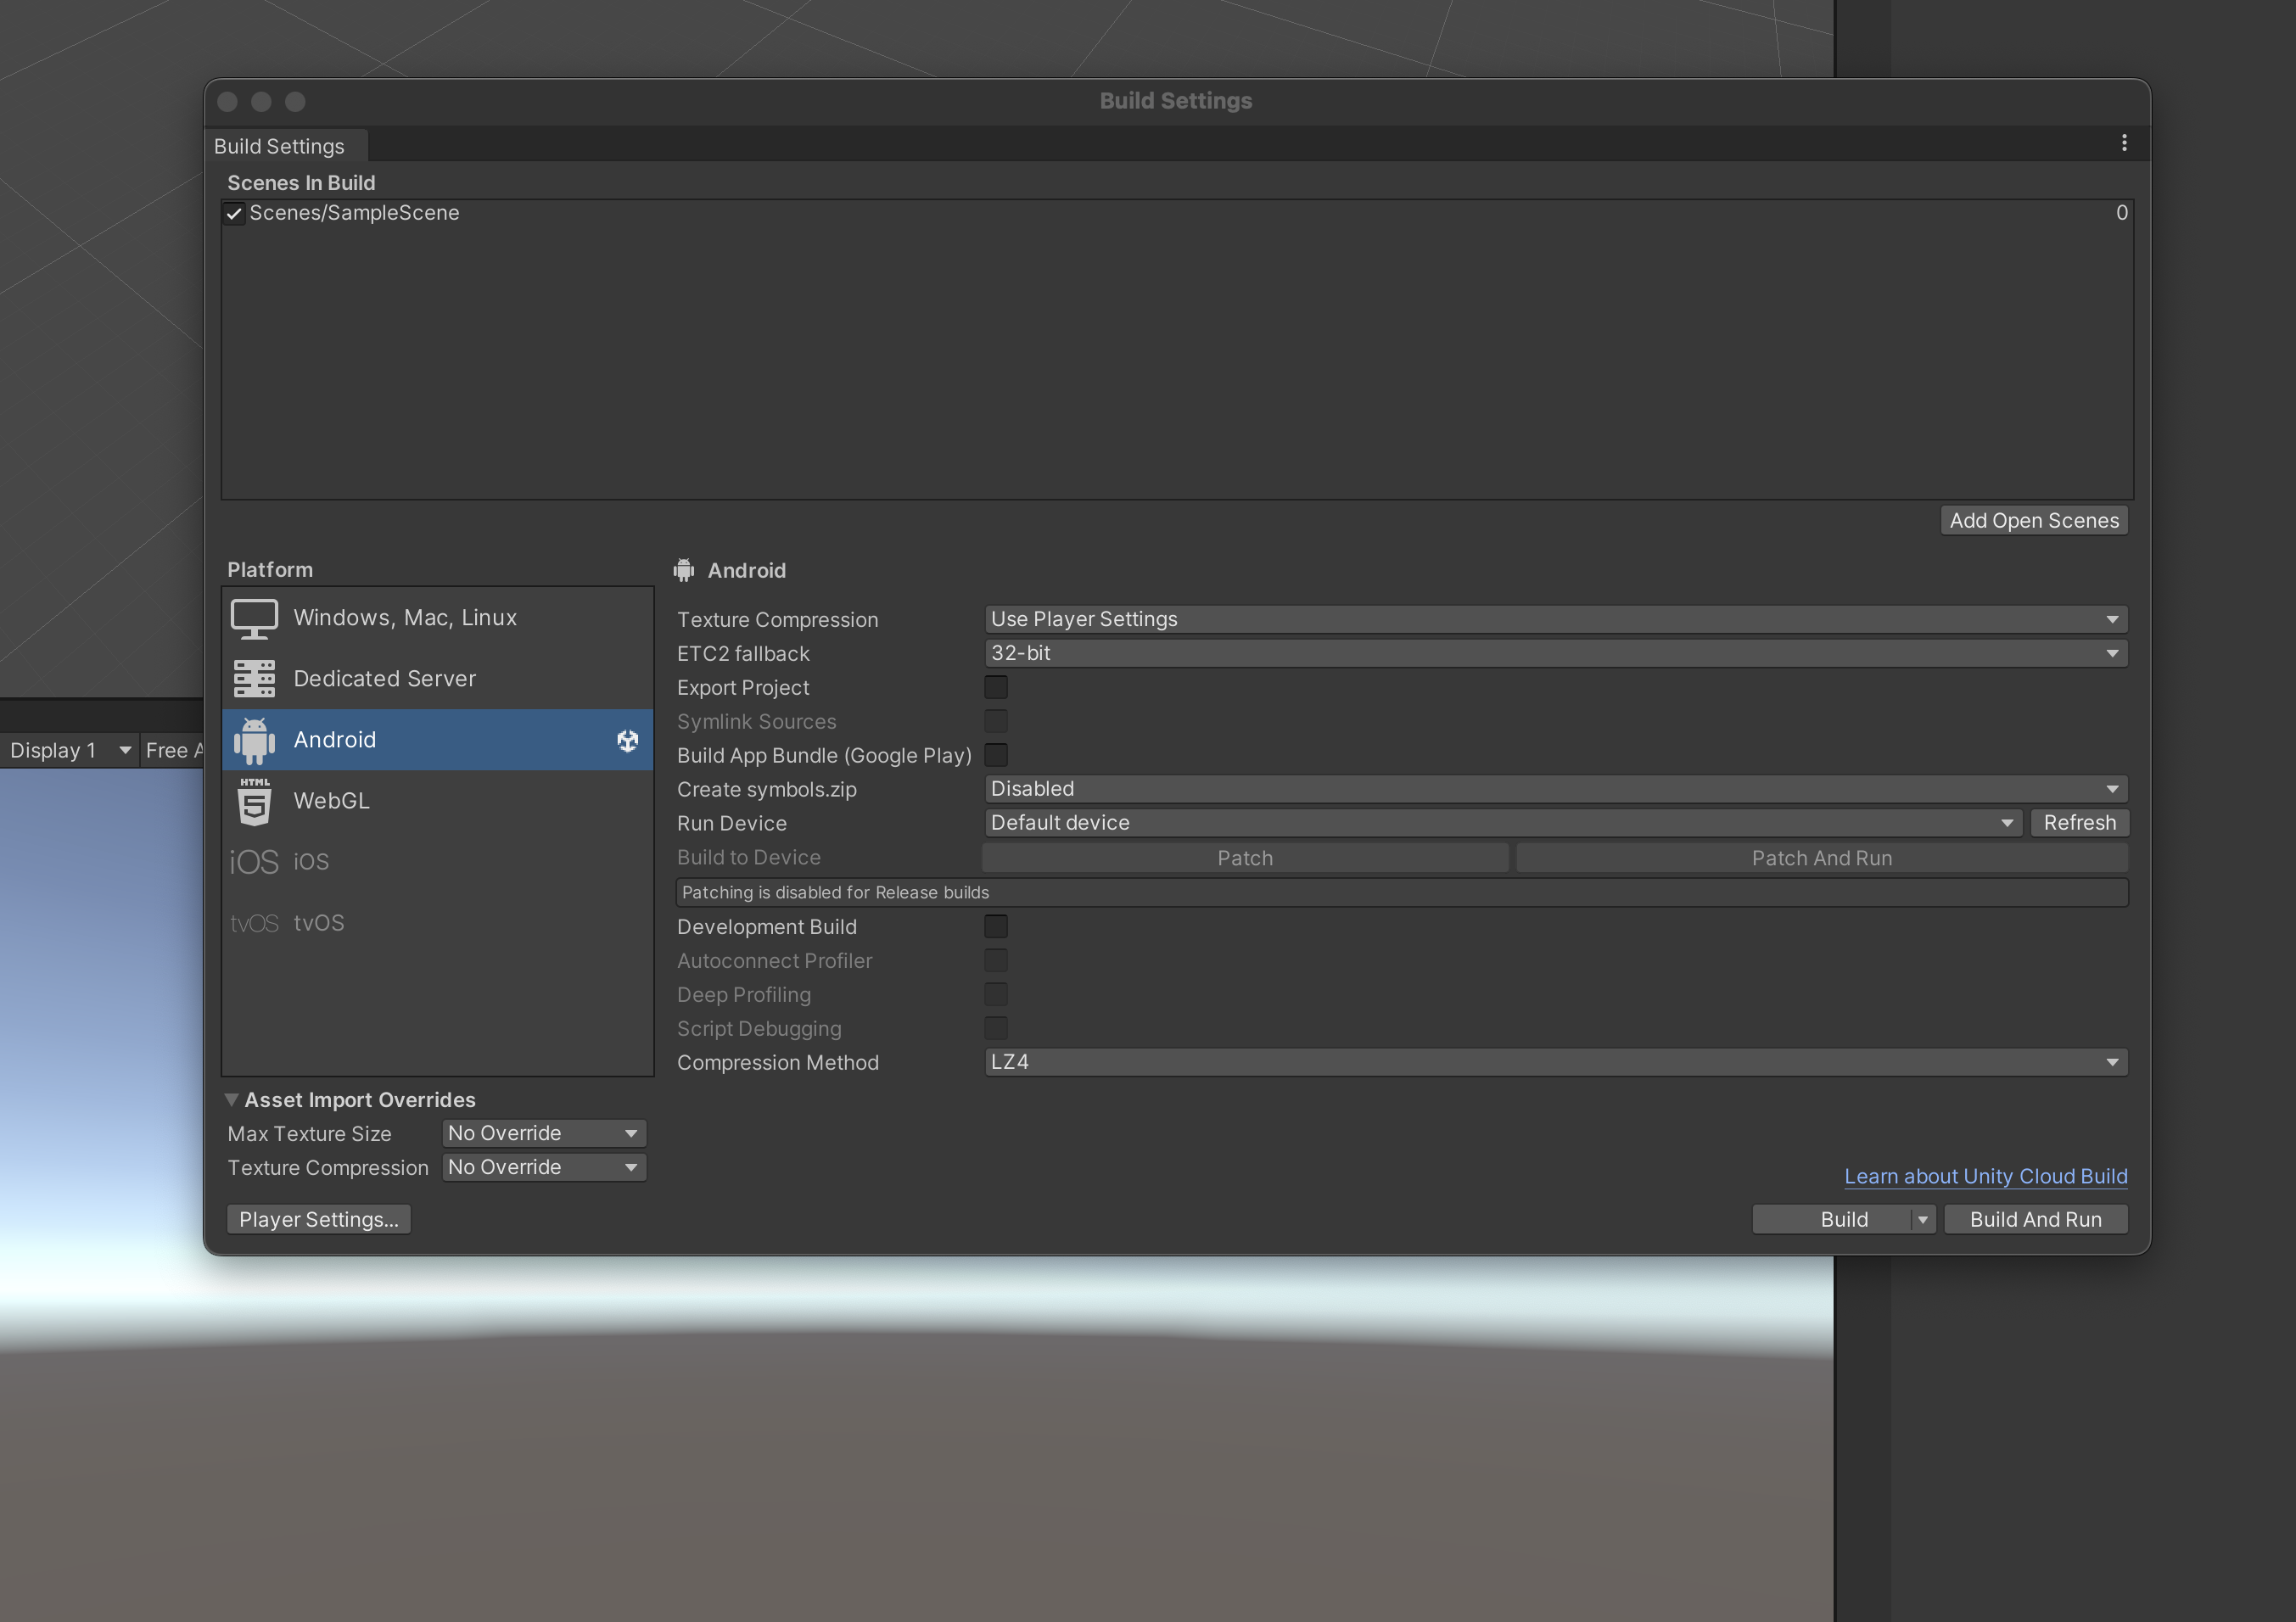 Build Settings
Build Settings
Scenes In Build
Scenes/SampleScene 0
Add Open Scenes
Platform
Windows, Mac, Linux
Dedicated Server
Android
HTML
5
WebGL
iOS iOS
tvOS tvOS
Android
Texture Compression Use Player Settings
ETC2 fallback 32-bit
Export Project
Symlink Sources
Build App Bundle (Google Play)
Create symbols.zip Disabled
Run Device Default device Refresh
Build to Device Patch Patch And Run
Patching is disabled for Release builds
Development Build
Autoconnect Profiler
Deep Profiling
Script Debugging
Compression Method LZ4
Asset Import Overrides
Max Texture Size No Override
Texture Compression No Override
Learn about Unity Cloud Build
Player Settings... Build Build And Run
Display 1 Free A